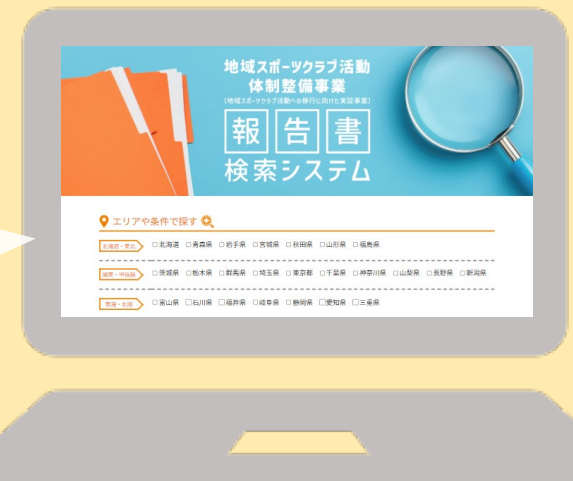 地域スポーツクラブ活動
体制整備事業
(地域スポーツクラブ活動への移行に向けた実証事業)
報告書
検索システム
エリアや条件で探す
北海道・東北 □北海道 □青森県 □岩手県 □宮城県 □秋田県 □山形県 □福島県
関東・甲信越 □茨城県 □栃木県 □群馬県 □埼玉県 □東京都 □千葉県 □神奈川県 □山梨県 □長野県 □新潟県
東海・北陸 □富山県 □石川県 □福井県 □岐阜県 □静岡県 □愛知県 □三重県